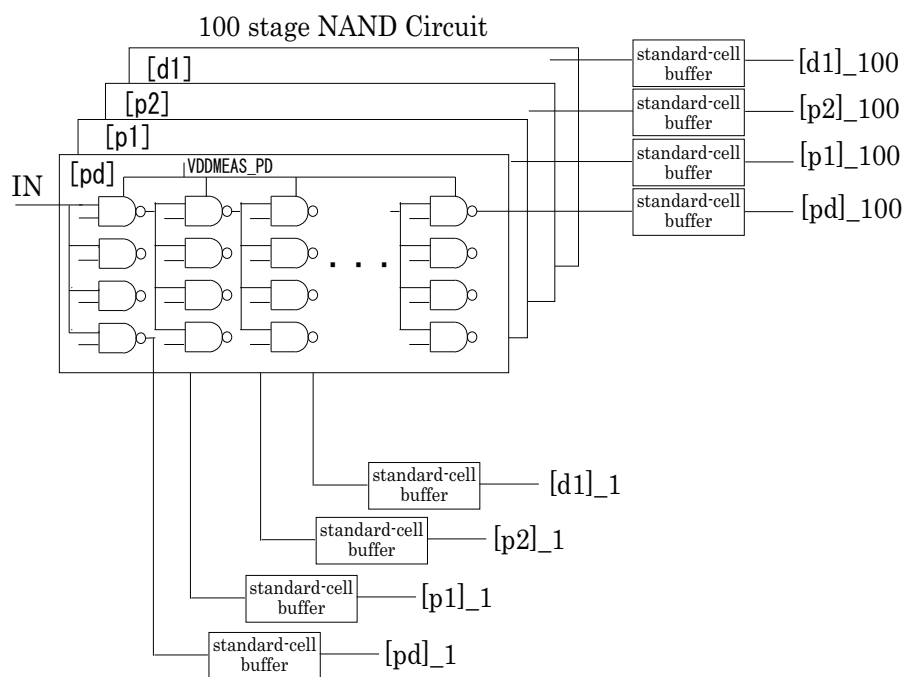 100 stage NAND Circuit
standard-cell
buffer
[d1]_100
[d1]
standard-cell
buffer
[p2]_100
[p2]
standard-cell
buffer
[p1]_100
[p1]
standard-cell
buffer
[pd]_100
[pd]
VDDMEAS_PD
IN
. . .
standard-cell
buffer
[d1]_1
standard-cell
buffer
[p2]_1
standard-cell
buffer
[p1]_1
standard-cell
buffer
[pd]_1